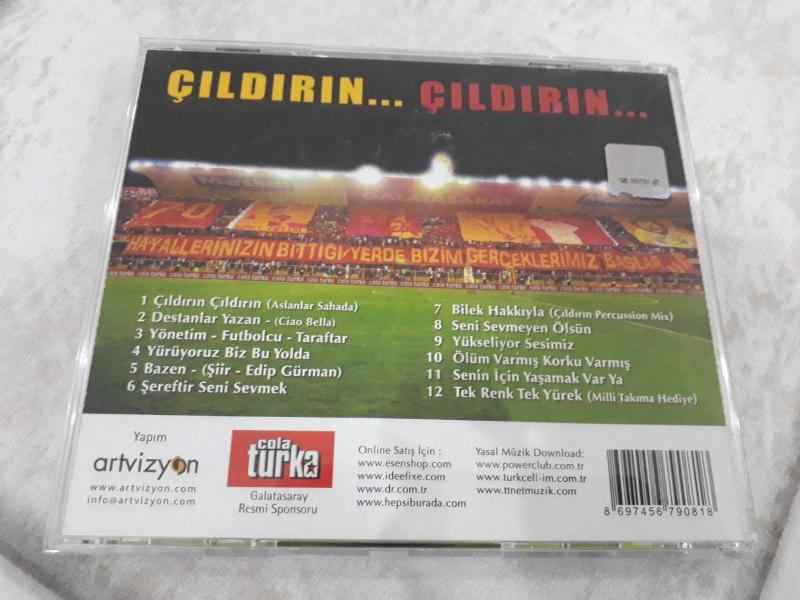 ÇILDIRIN... ÇILDIRIN...
HAYALLERİNİZİN BİTTİĞİ YERDE BİZİM GERÇEKLERİMİZ BAŞLAR
cola turka
1 Çıldırın Çıldırın (Aslanlar Sahada)
2 Destanlar Yazan - (Ciao Bella)
3 Yönetim - Futbolcu - Taraftar
4 Yürüyoruz Biz Bu Yolda
5 Bazen - (Şiir - Edip Gürman)
6 Şereftir Seni Sevmek
7 Bilek Hakkıyla (Çıldırın Percussion Mix)
8 Seni Sevmeyen Ölsün
9 Yükseliyor Sesimiz
10 Ölüm Varmış Korku Varmış
11 Senin İçin Yaşamak Var Ya
12 Tek Renk Tek Yürek (Milli Takıma Hediye)
Yapım
artvizyon
www.artvizyon.com
info@artvizyon.com
cola
turka
Galatasaray
Resmi Sponsoru
Online Satış İçin :
www.esenshop.com
www.ideefixe.com
www.dr.com.tr
www.hepsiburada.com
Yasal Müzik Download:
www.powerclub.com.tr
www.turkcell-im.com.tr
www.ttnetmuzik.com
8 697456 790818